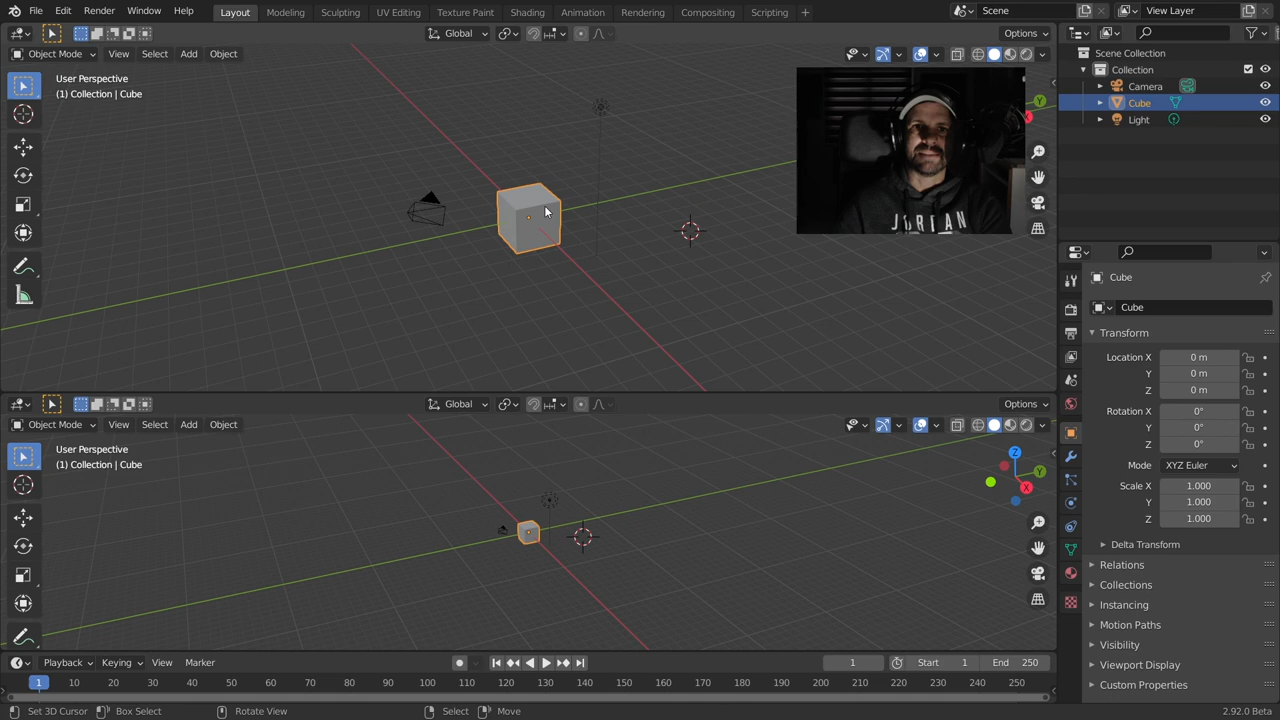 File Edit Render Window Help Layout Modeling Sculpting UV Editing Texture Paint Shading Animation Rendering Compositing Scripting + Scene View Layer
Global Options
Object Mode View Select Add Object
User Perspective
(1) Collection | Cube
Y
X
JORDAN
Global Options
Object Mode View Select Add Object
User Perspective
(1) Collection | Cube
Z
Y
X
Playback Keying View Marker 1 Start 1 End 250
1 10 20 30 40 50 60 70 80 90 100 110 120 130 140 150 160 170 180 190 200 210 220 230 240 250
Set 3D Cursor Box Select Rotate View Select Move 2.92.0 Beta
Scene Collection
Collection
Camera
Cube
Light
Cube
Cube
Transform
Location X 0 m
Y 0 m
Z 0 m
Rotation X 0°
Y 0°
Z 0°
Mode XYZ Euler
Scale X 1.000
Y 1.000
Z 1.000
Delta Transform
Relations
Collections
Instancing
Motion Paths
Visibility
Viewport Display
Custom Properties